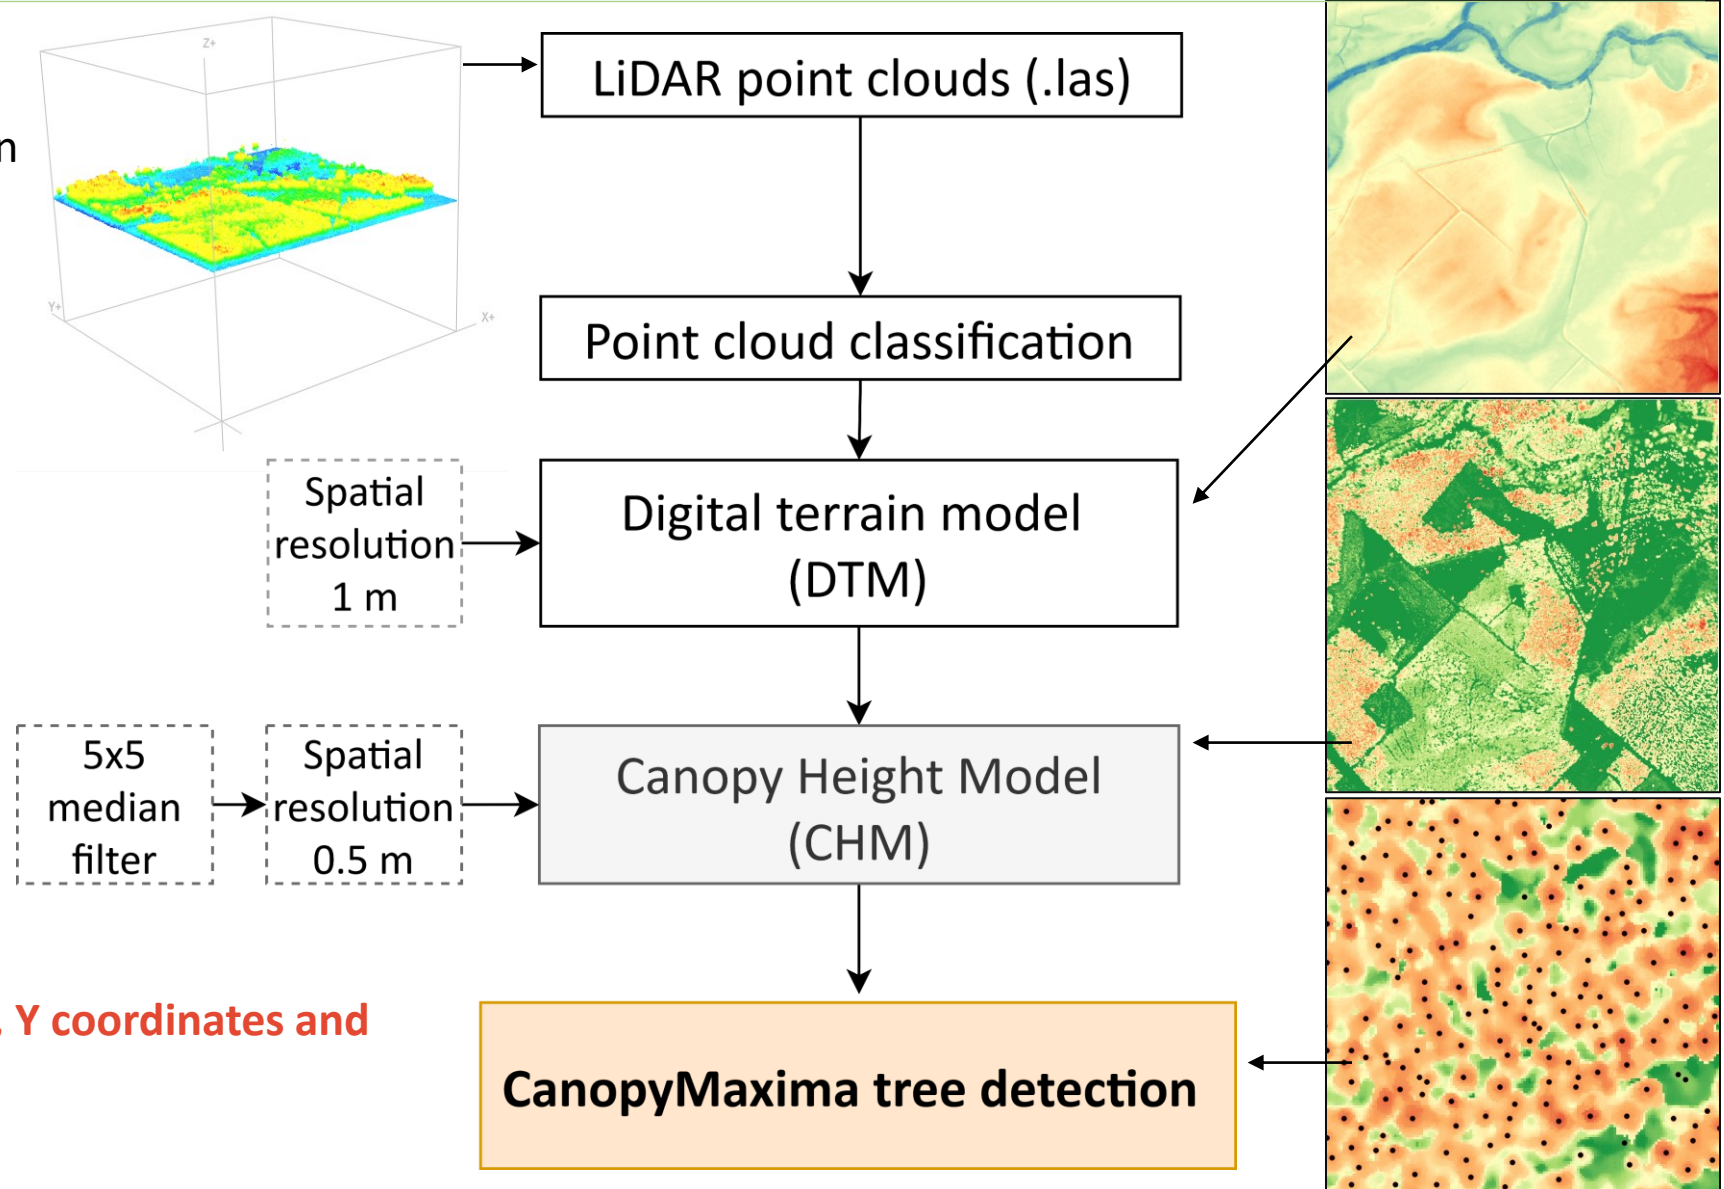 Z+
Y+
X+
n
LiDAR point clouds (.las)
Point cloud classification
Spatial
resolution
1 m
Digital terrain model
(DTM)
5x5
median
filter
Spatial
resolution
0.5 m
Canopy Height Model
(CHM)
Y coordinates and
CanopyMaxima tree detection